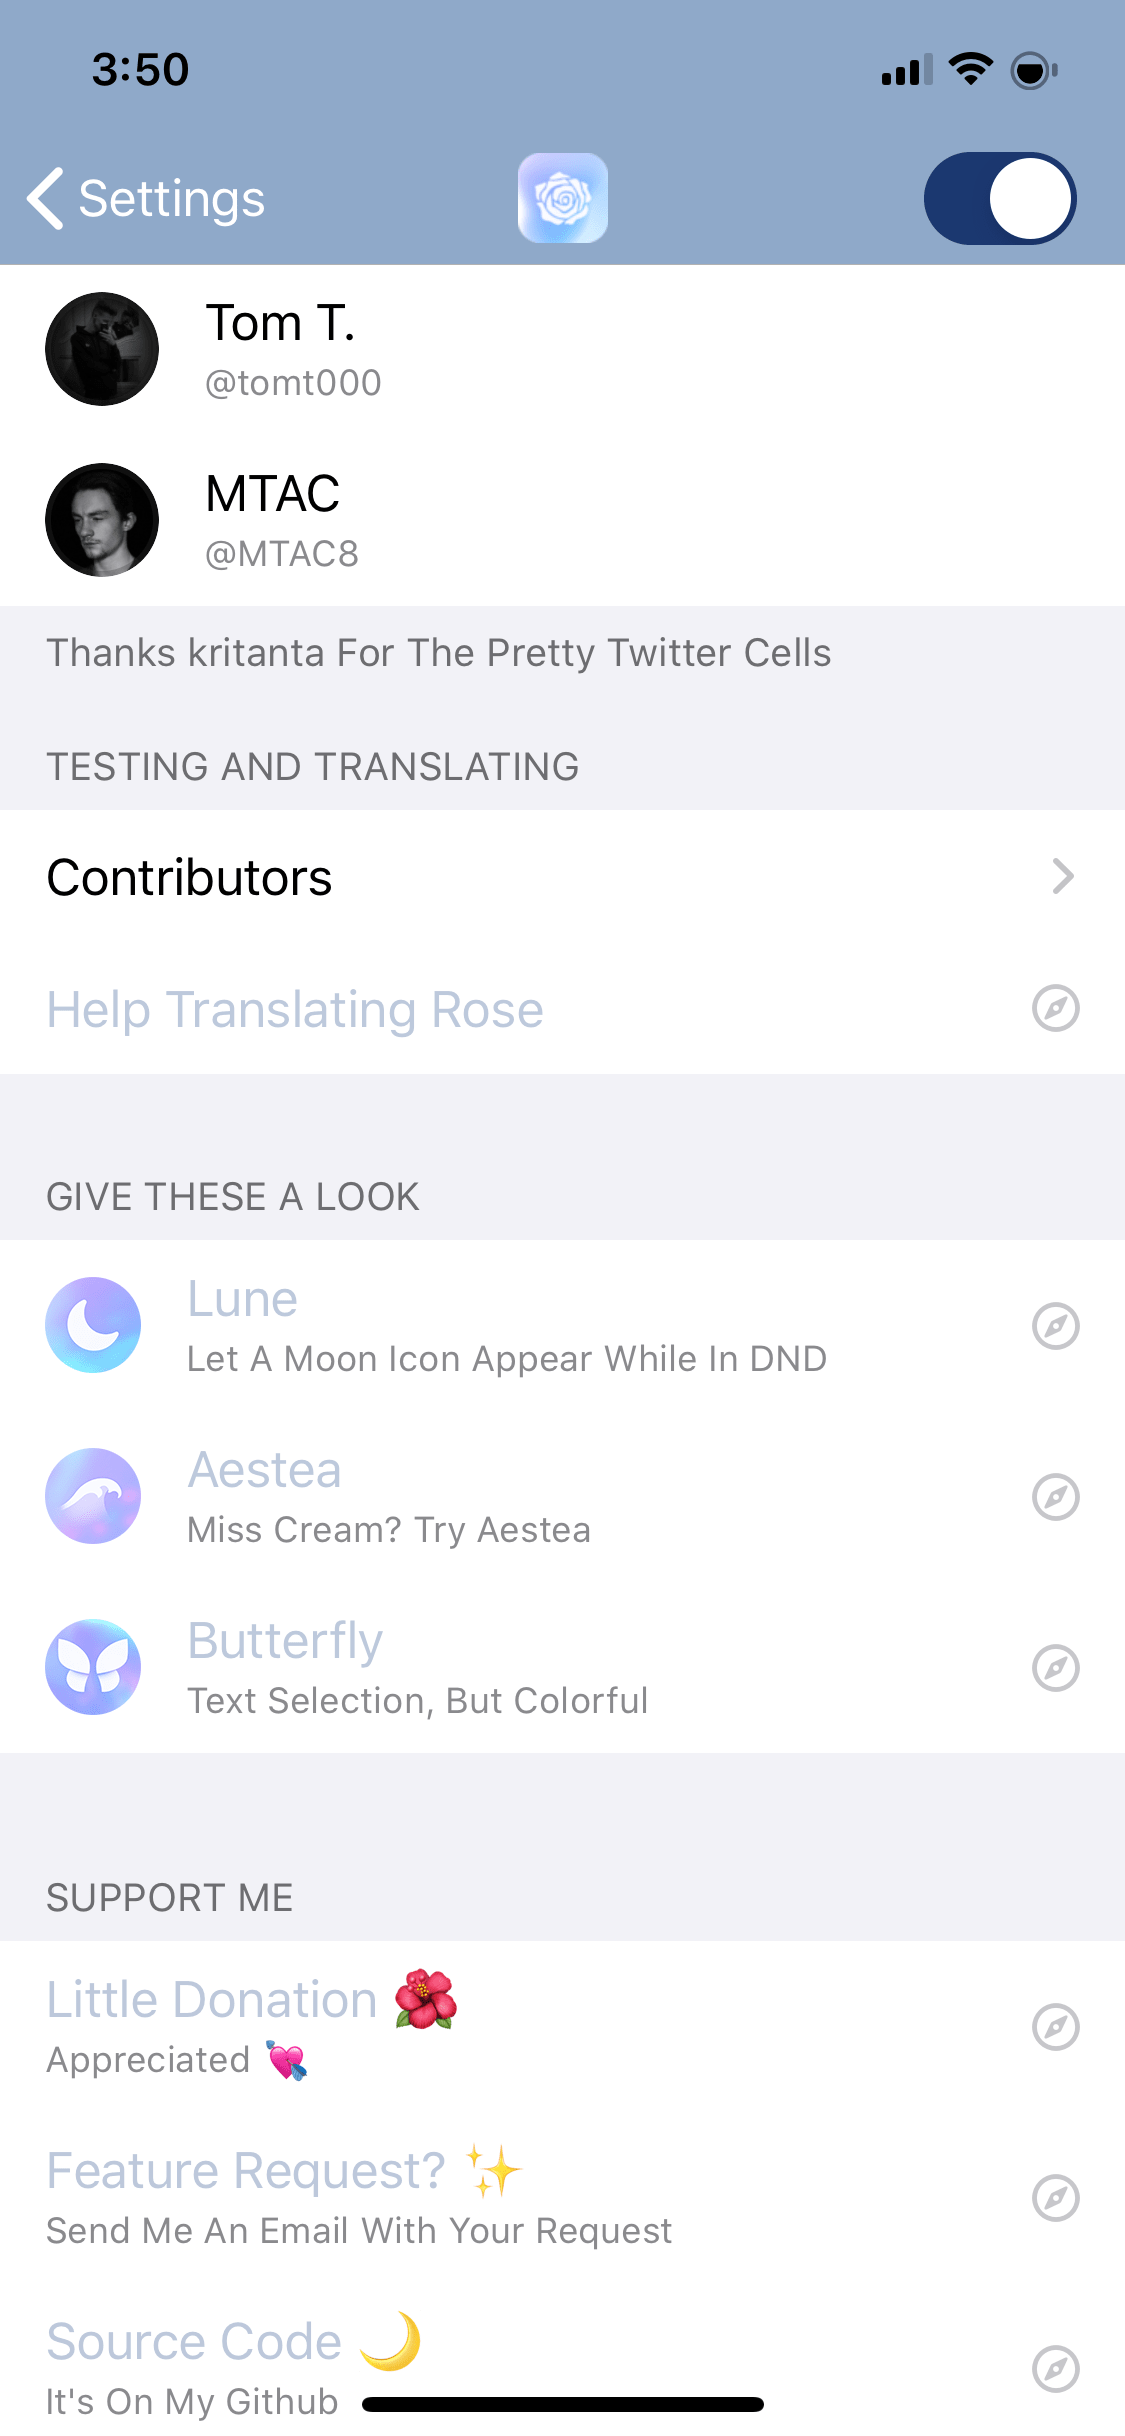 3:50
Settings
Tom T.
@tomt000
MTAC
@MTAC8
Thanks kritanta For The Pretty Twitter Cells
TESTING AND TRANSLATING
Contributors
Help Translating Rose
GIVE THESE A LOOK
Lune
Let A Moon Icon Appear While In DND
Aestea
Miss Cream? Try Aestea
Butterfly
Text Selection, But Colorful
SUPPORT ME
Little Donation 🌺
Appreciated 💘
Feature Request? ✨
Send Me An Email With Your Request
Source Code 🌙
It's On My Github